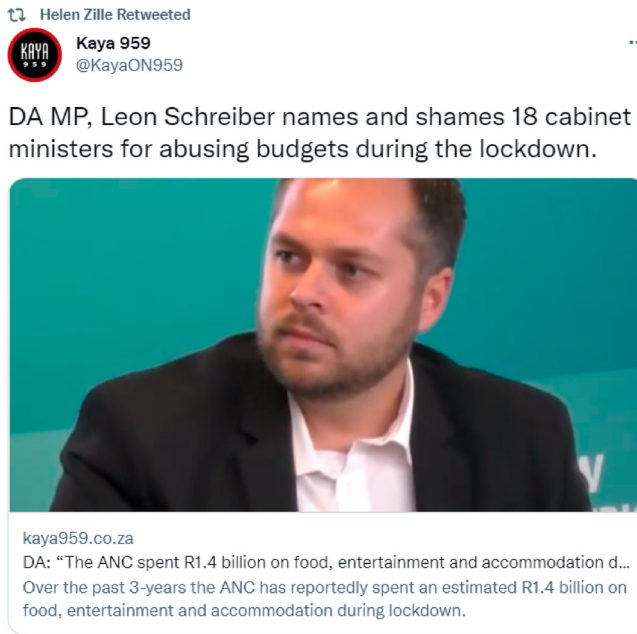 Helen Zille Retweeted
KAYA
959
Kaya 959
@KayaON959
DA MP, Leon Schreiber names and shames 18 cabinet
ministers for abusing budgets during the lockdown.
kaya959.co.za
DA: “The ANC spent R1.4 billion on food, entertainment and accommodation d...
Over the past 3-years the ANC has reportedly spent an estimated R1.4 billion on
food, entertainment and accommodation during lockdown.